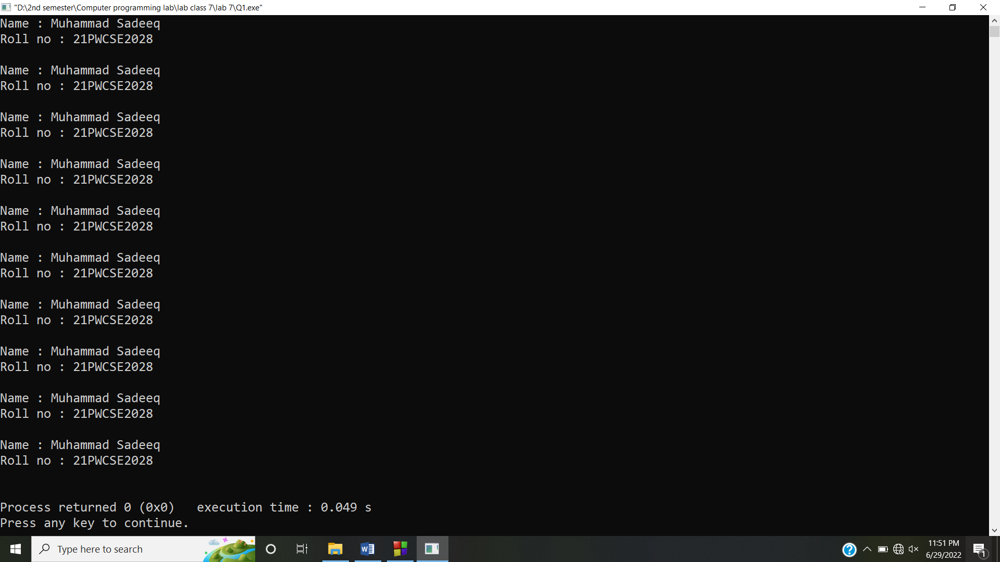 "D:\2nd semester\Computer programming lab\lab class 7\lab 7\Q1.exe"
Name : Muhammad Sadeeq
Roll no : 21PWCSE2028
Name : Muhammad Sadeeq
Roll no : 21PWCSE2028
Name : Muhammad Sadeeq
Roll no : 21PWCSE2028
Name : Muhammad Sadeeq
Roll no : 21PWCSE2028
Name : Muhammad Sadeeq
Roll no : 21PWCSE2028
Name : Muhammad Sadeeq
Roll no : 21PWCSE2028
Name : Muhammad Sadeeq
Roll no : 21PWCSE2028
Name : Muhammad Sadeeq
Roll no : 21PWCSE2028
Name : Muhammad Sadeeq
Roll no : 21PWCSE2028
Name : Muhammad Sadeeq
Roll no : 21PWCSE2028
Process returned 0 (0x0)   execution time : 0.049 s
Press any key to continue.
Type here to search
11:51 PM
6/29/2022
1